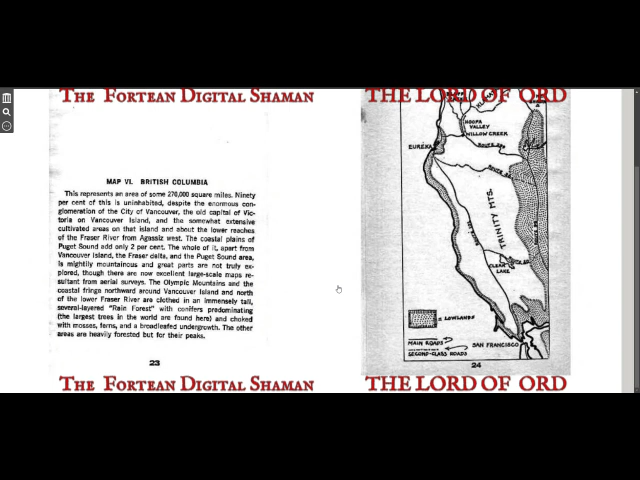 The Fortean Digital Shaman
THE LORD OF ORD
MAP VI. BRITISH COLUMBIA
This represents an area of some 270,000 square miles. Ninety
per cent of this is uninhabited, despite the enormous con-
glomeration of the City of Vancouver, the old capital of Vic-
toria on Vancouver Island, and the somewhat extensive
cultivated areas on that island and about the lower reaches
of the Fraser River from Agassiz west. The coastal plains of
Puget Sound add only 2 per cent. The whole of it, apart from
Vancouver Island, the Fraser delta, and the Puget Sound area,
is mightily mountainous and great parts are not truly ex-
plored, though there are now excellent large-scale maps re-
sultant from aerial surveys. The Olympic Mountains and the
coastal fringe northward around Vancouver Island and north
of the lower Fraser River are clothed in an immensely tall,
several-layered "Rain Forest" with conifers predominating
(the largest trees in the world are found here) and choked
with mosses, ferns, and a broadleafed undergrowth. The other
areas are heavily forested but for their peaks.
23
HOOPA
VALLEY
WILLOW CREEK
EUREKA
TRINITY MTS.
CLEAR
LAKE
= LOWLANDS
MAIN ROADS
SAN FRANCISCO
SECOND-CLASS ROADS
24
The Fortean Digital Shaman
THE LORD OF ORD